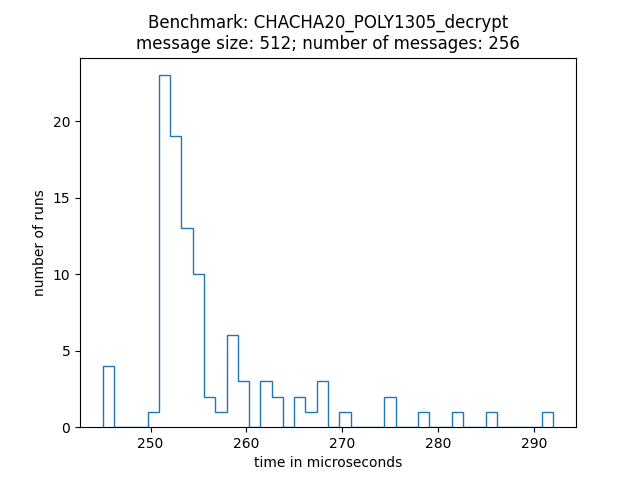 Benchmark: CHACHA20_POLY1305_decrypt
message size: 512; number of messages: 256
20
15
10
5
0
number of runs
250 260 270 280 290
time in microseconds